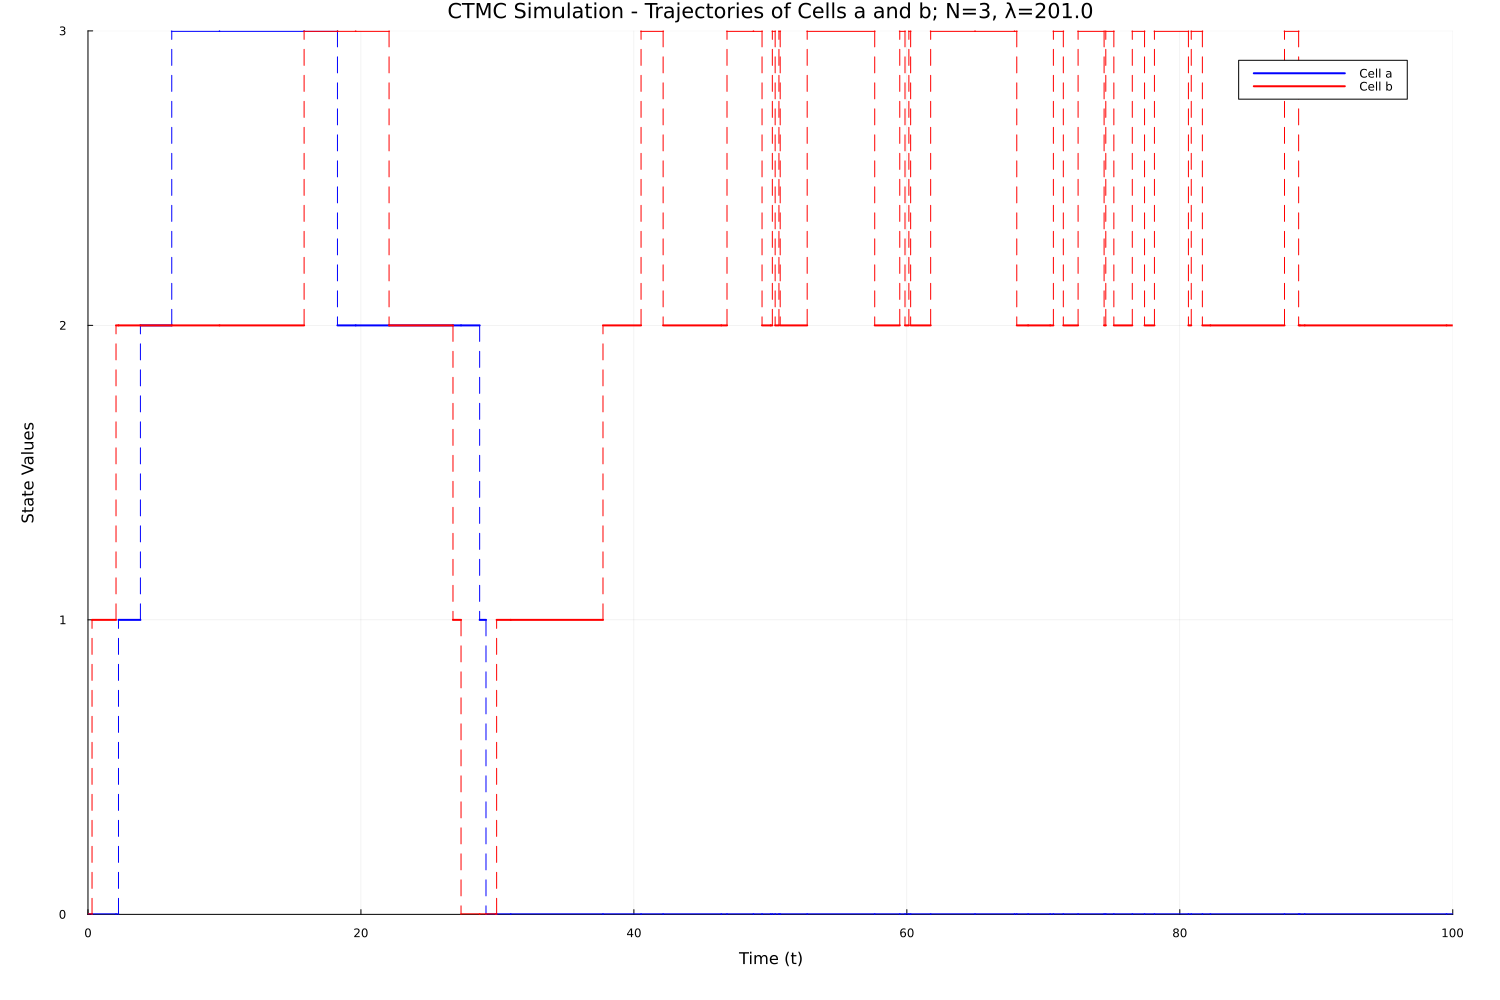 CTMC Simulation - Trajectories of Cells a and b; N=3, λ=201.0
3
Cell a
Cell b
2
State Values
1
0
0 20 40 60 80 100
Time (t)